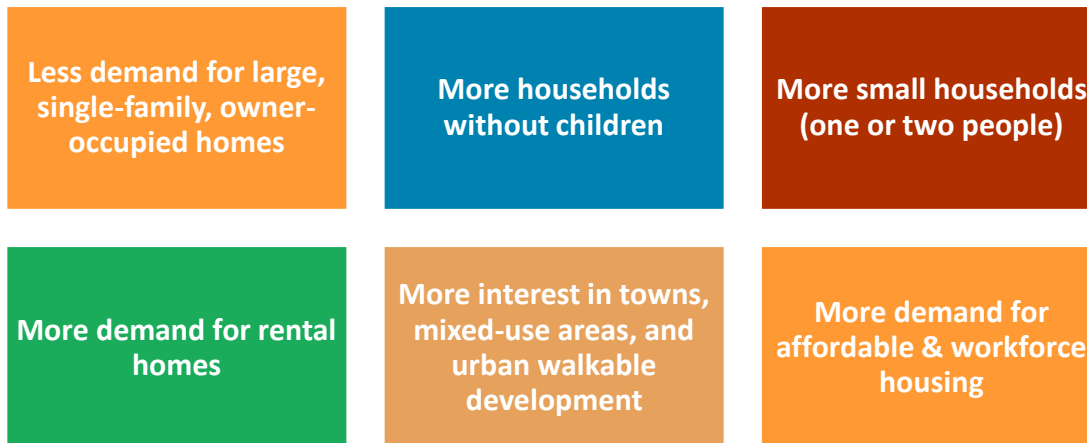 Less demand for large,
single-family, owner-
occupied homes
More households
without children
More small households
(one or two people)
More demand for rental
homes
More interest in towns,
mixed-use areas, and
urban walkable
development
More demand for
affordable & workforce
housing